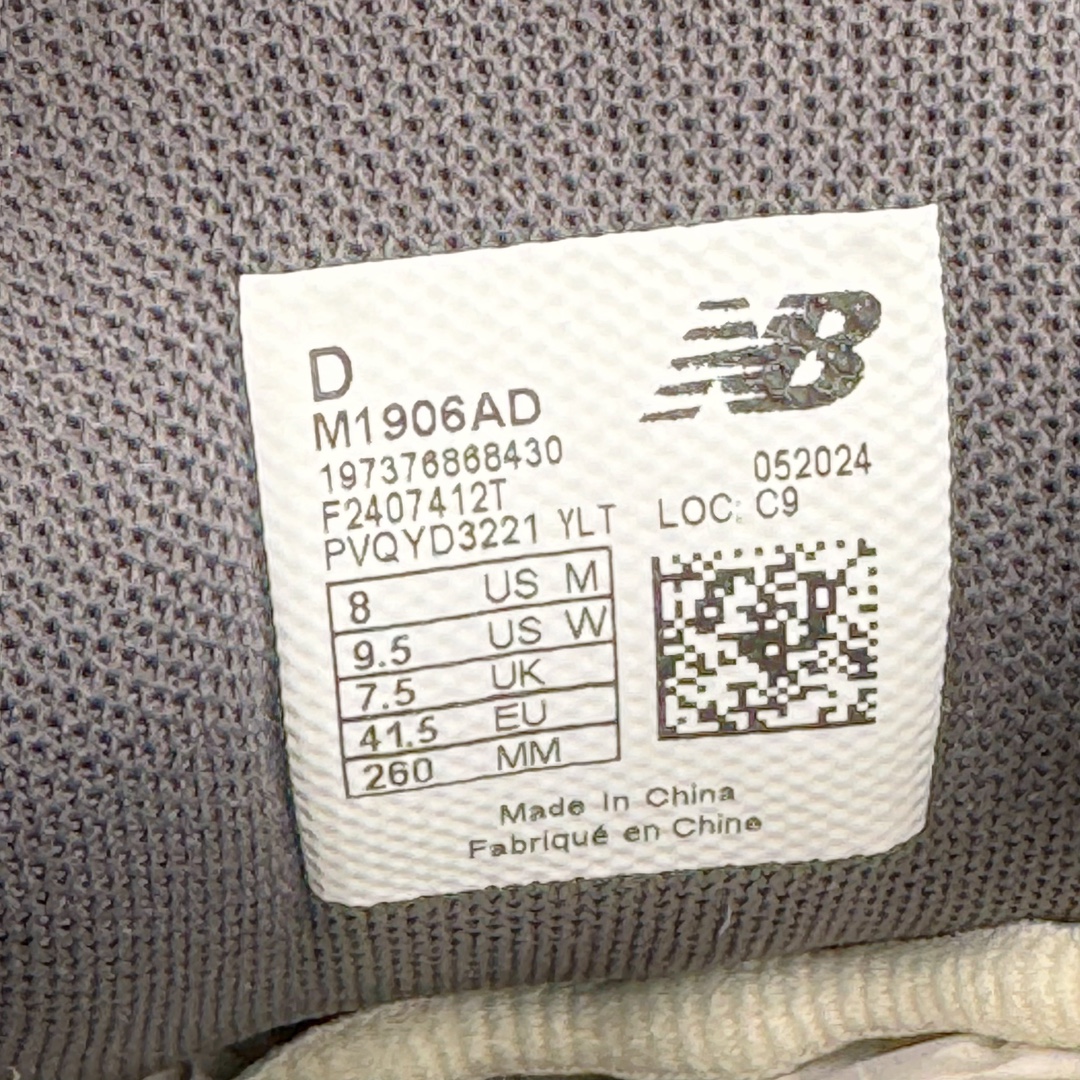 NB
D
M1906AD
197376868430
052024
F2407412T
LOC: C9
PVQYD3221 YLT
8 US M
9.5 US W
7.5 UK
41.5 EU
260 MM
Made In China
Fabriqué en Chine